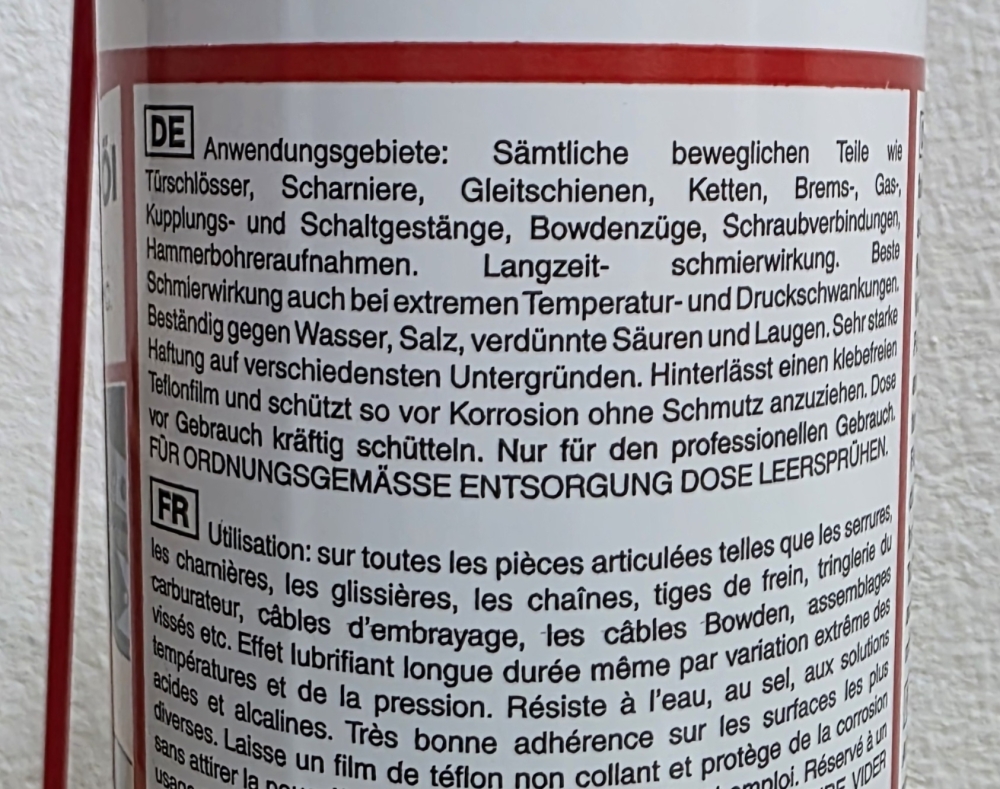 DE Anwendungsgebiete: Sämtliche beweglichen Teile wie
Türschlösser, Scharniere, Gleitschienen, Ketten, Brems-, Gas-,
Kupplungs- und Schaltgestänge, Bowdenzüge, Schraubverbindungen,
Hammerbohreraufnahmen. Langzeit- schmierwirkung. Beste
Schmierwirkung auch bei extremen Temperatur- und Druckschwankungen.
Beständig gegen Wasser, Salz, verdünnte Säuren und Laugen. Sehr starke
Haftung auf verschiedensten Untergründen. Hinterlässt einen klebefreien
Teflonfilm und schützt so vor Korrosion ohne Schmutz anzuziehen. Dose
vor Gebrauch kräftig schütteln. Nur für den professionellen Gebrauch.
FÜR ORDNUNGSGEMÄSSE ENTSORGUNG DOSE LEERSPRÜHEN.
FR Utilisation: sur toutes les pièces articulées telles que les serrures,
les charnières, les glissières, les chaînes, tiges de frein, tringlerie du
carburateur, câbles d'embrayage, les câbles Bowden, assemblages
vissés etc. Effet lubrifiant longue durée même par variation extrême des
températures et de la pression. Résiste à l'eau, au sel, aux solutions
acides et alcalines. Très bonne adhérence sur les surfaces les plus
diverses. Laisse un film de téflon non collant et protège de la corrosion
sans attirer la Réservé à un
VIDER